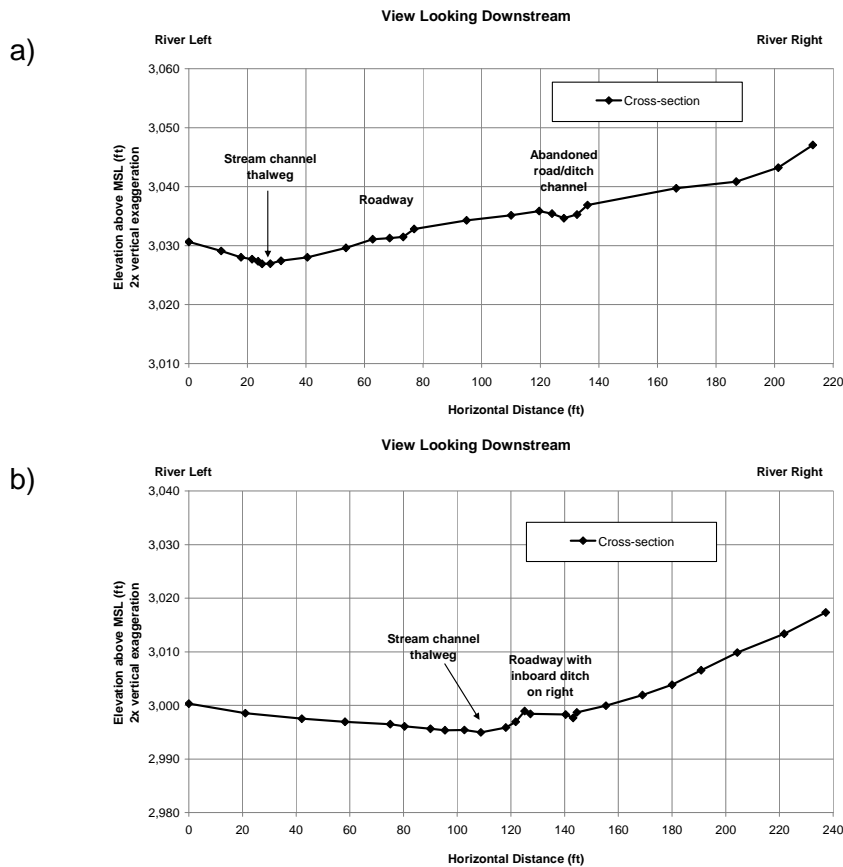 a)
View Looking Downstream
River Left
River Right
Elevation above MSL (ft)
2x vertical exaggeration
3,060
3,050
3,040
3,030
3,020
3,010
Cross-section
Stream channel
thalweg
Roadway
Abandoned
road/ditch
channel
0 20 40 60 80 100 120 140 160 180 200 220
Horizontal Distance (ft)
b)
View Looking Downstream
River Left
River Right
Elevation above MSL (ft)
2x vertical exaggeration
3,040
3,030
3,020
3,010
3,000
2,990
2,980
Cross-section
Stream channel
thalweg
Roadway with
inboard ditch
on right
0 20 40 60 80 100 120 140 160 180 200 220 240
Horizontal Distance (ft)